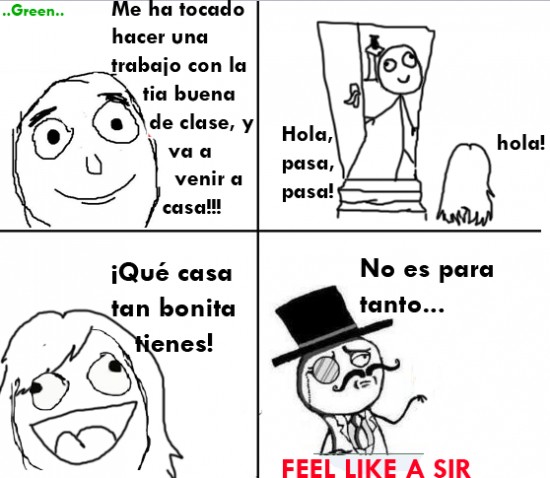 ..Green..
Me ha tocado
hacer una
trabajo con la
tia buena
de clase, y
va a
venir a
casa!!!
Hola,
pasa,
pasa!
hola!
¡Qué casa
tan bonita
tienes!
No es para
tanto...
FEEL LIKE A SIR